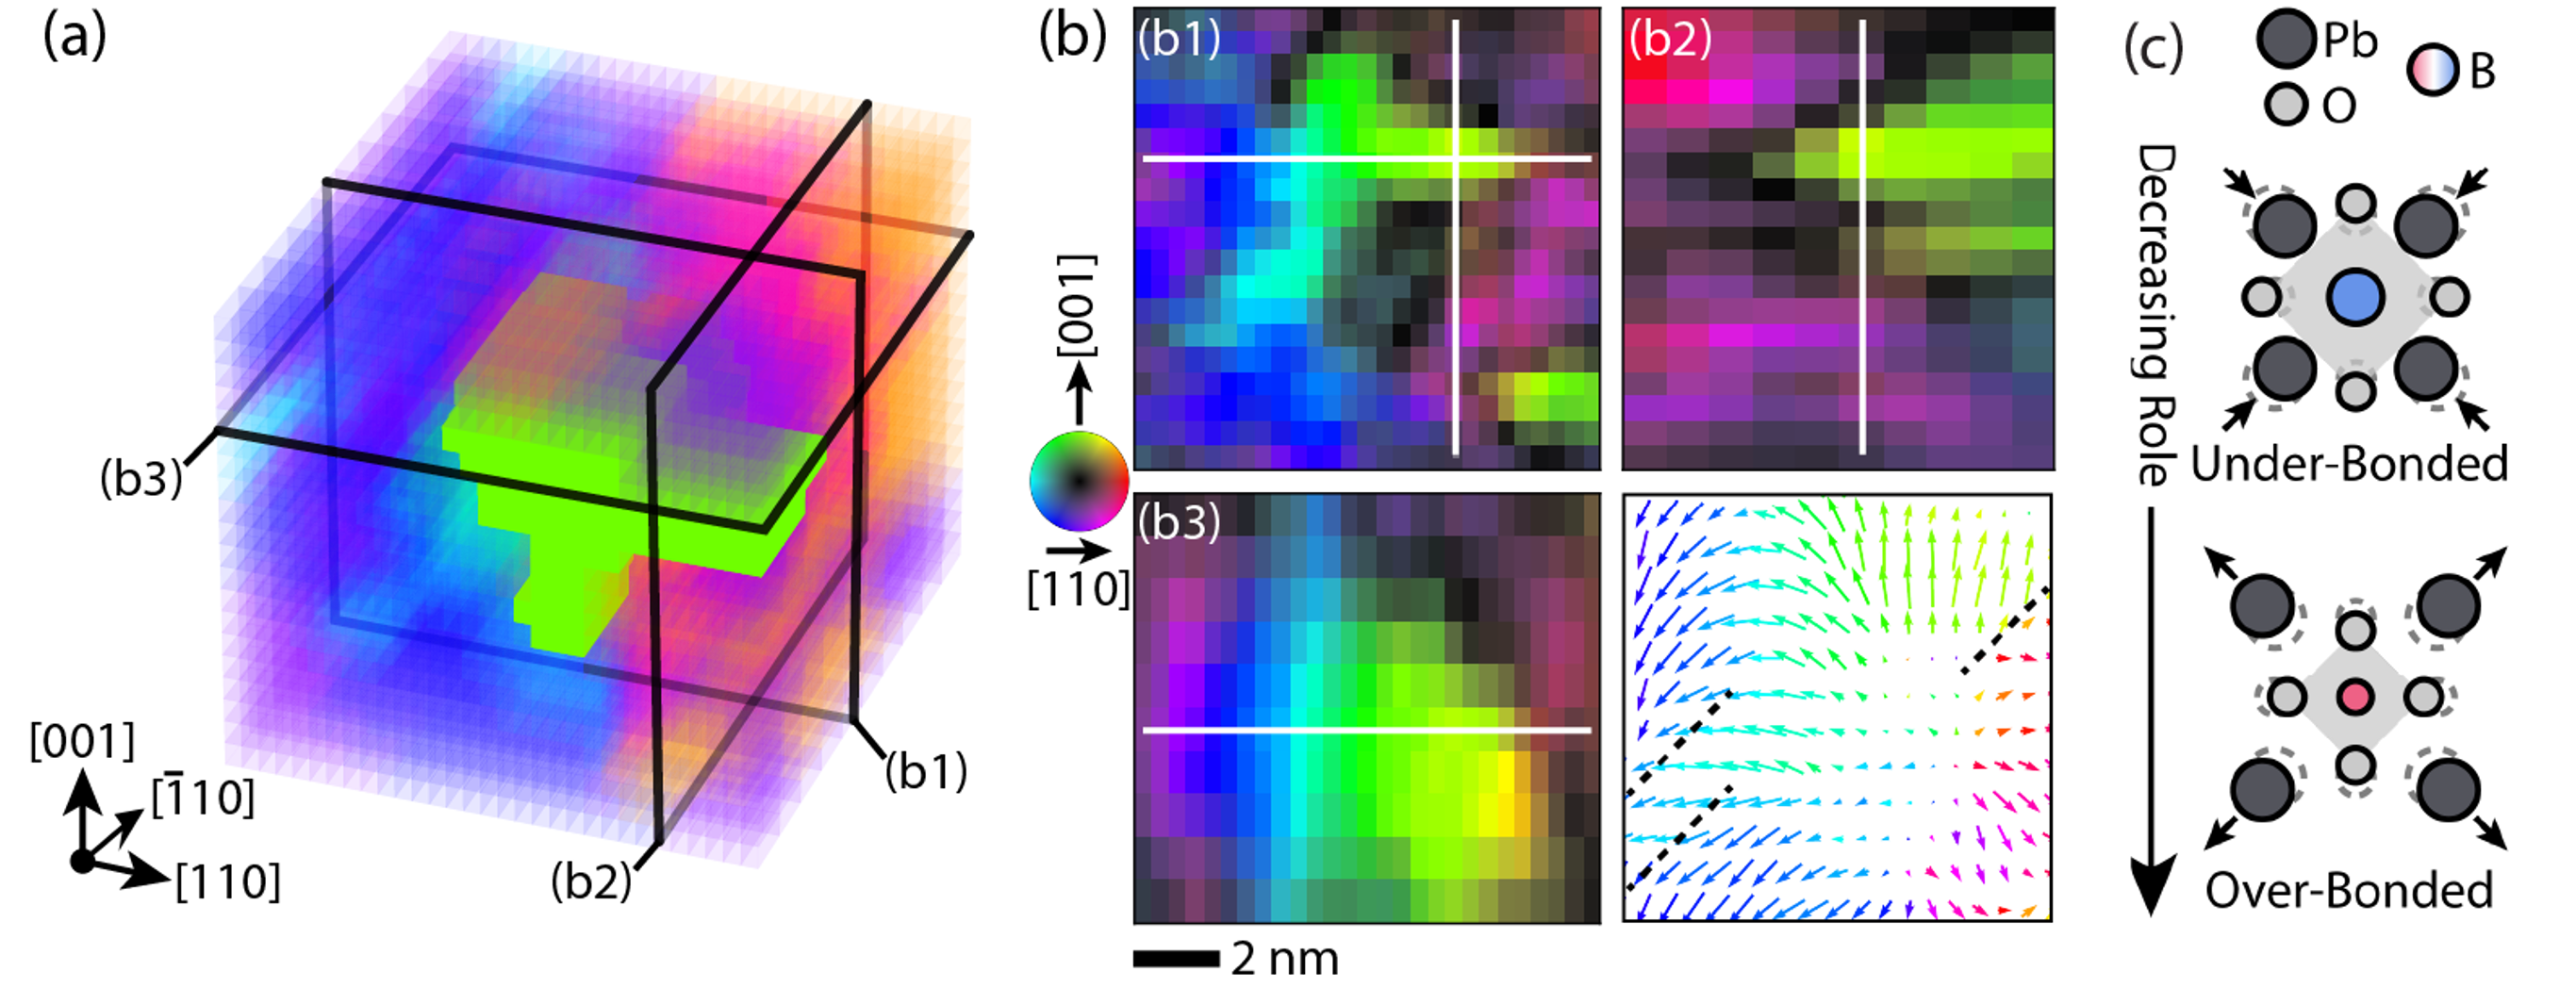 (a)
(b3)
(b1)
(b2)
[001]
[1̅10]
[110]
(b)
(b1)
(b2)
[001]
[110]
(b3)
2 nm
(c)
Pb
B
O
Decreasing Role
Under-Bonded
Over-Bonded